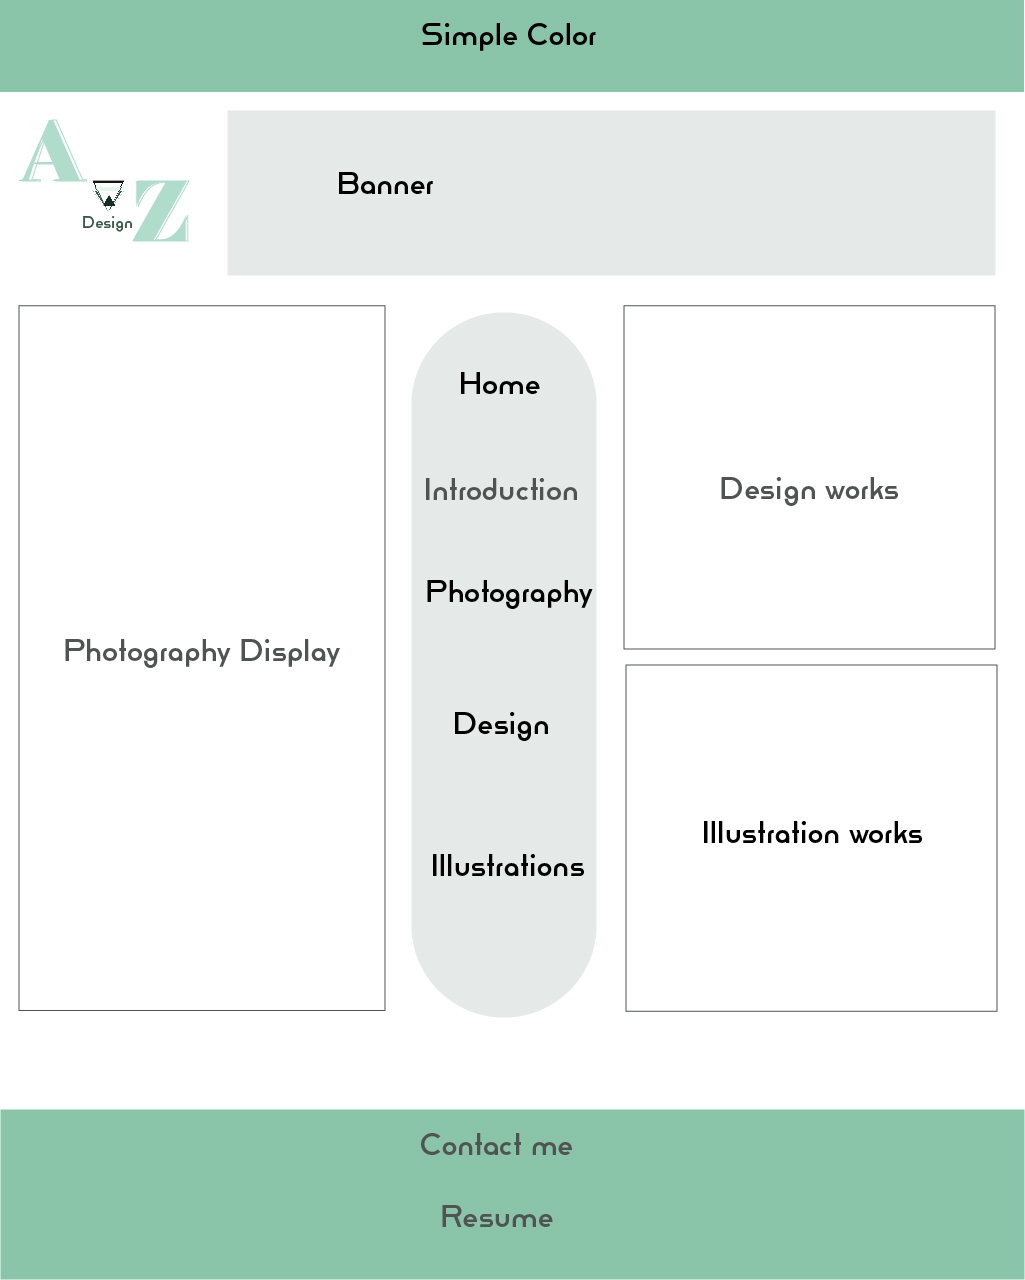 Simple Color
A
Z
Design
Banner
Home
Introduction
Photography
Design
Illustrations
Photography Display
Design works
Illustration works
Contact me
Resume